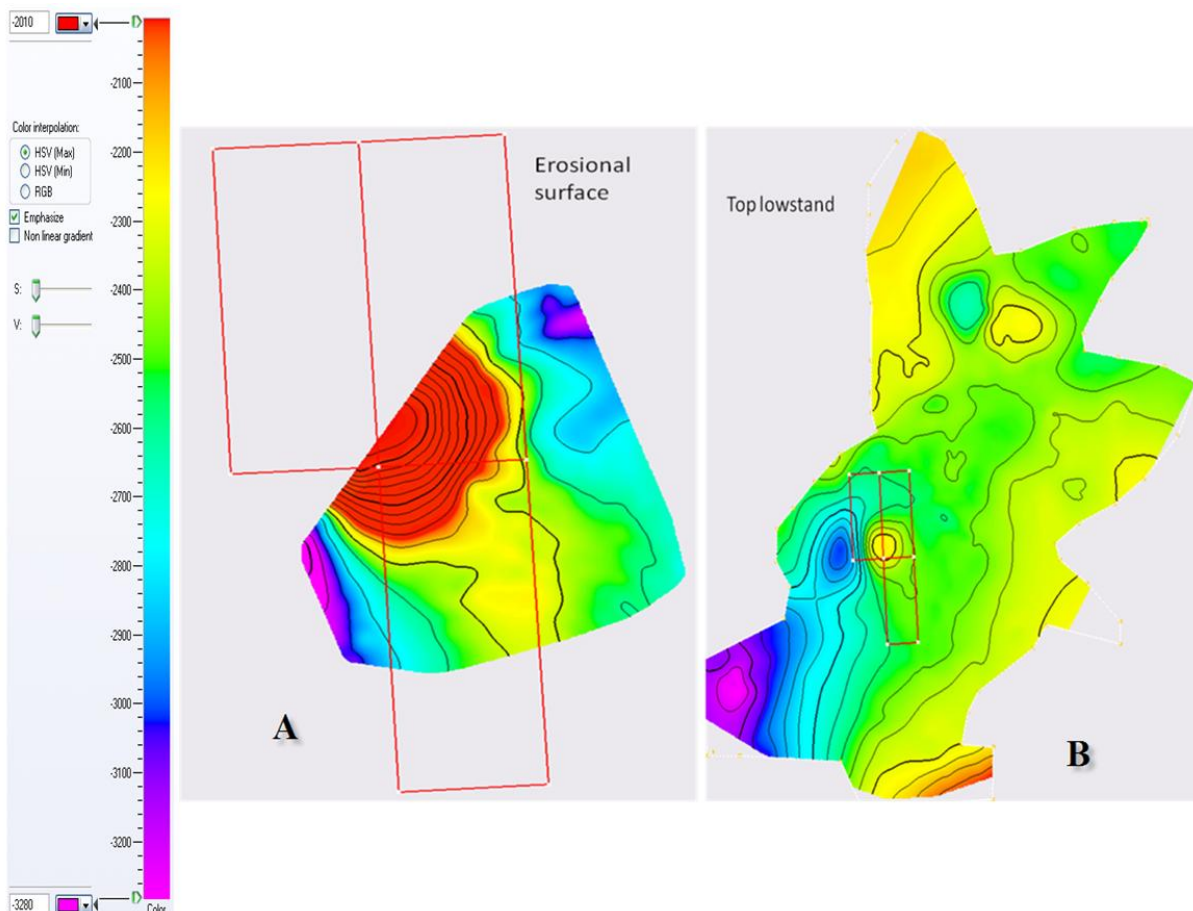 -2010
-2100
Color interpolation:
HSV (Max)
HSV (Min)
RGB
Emphasize
Non linear gradient
S:
V:
-2200
-2300
-2400
-2500
-2600
-2700
-2800
-2900
-3000
-3100
-3200
-3280
Color
Erosional
surface
A
Top lowstand
B